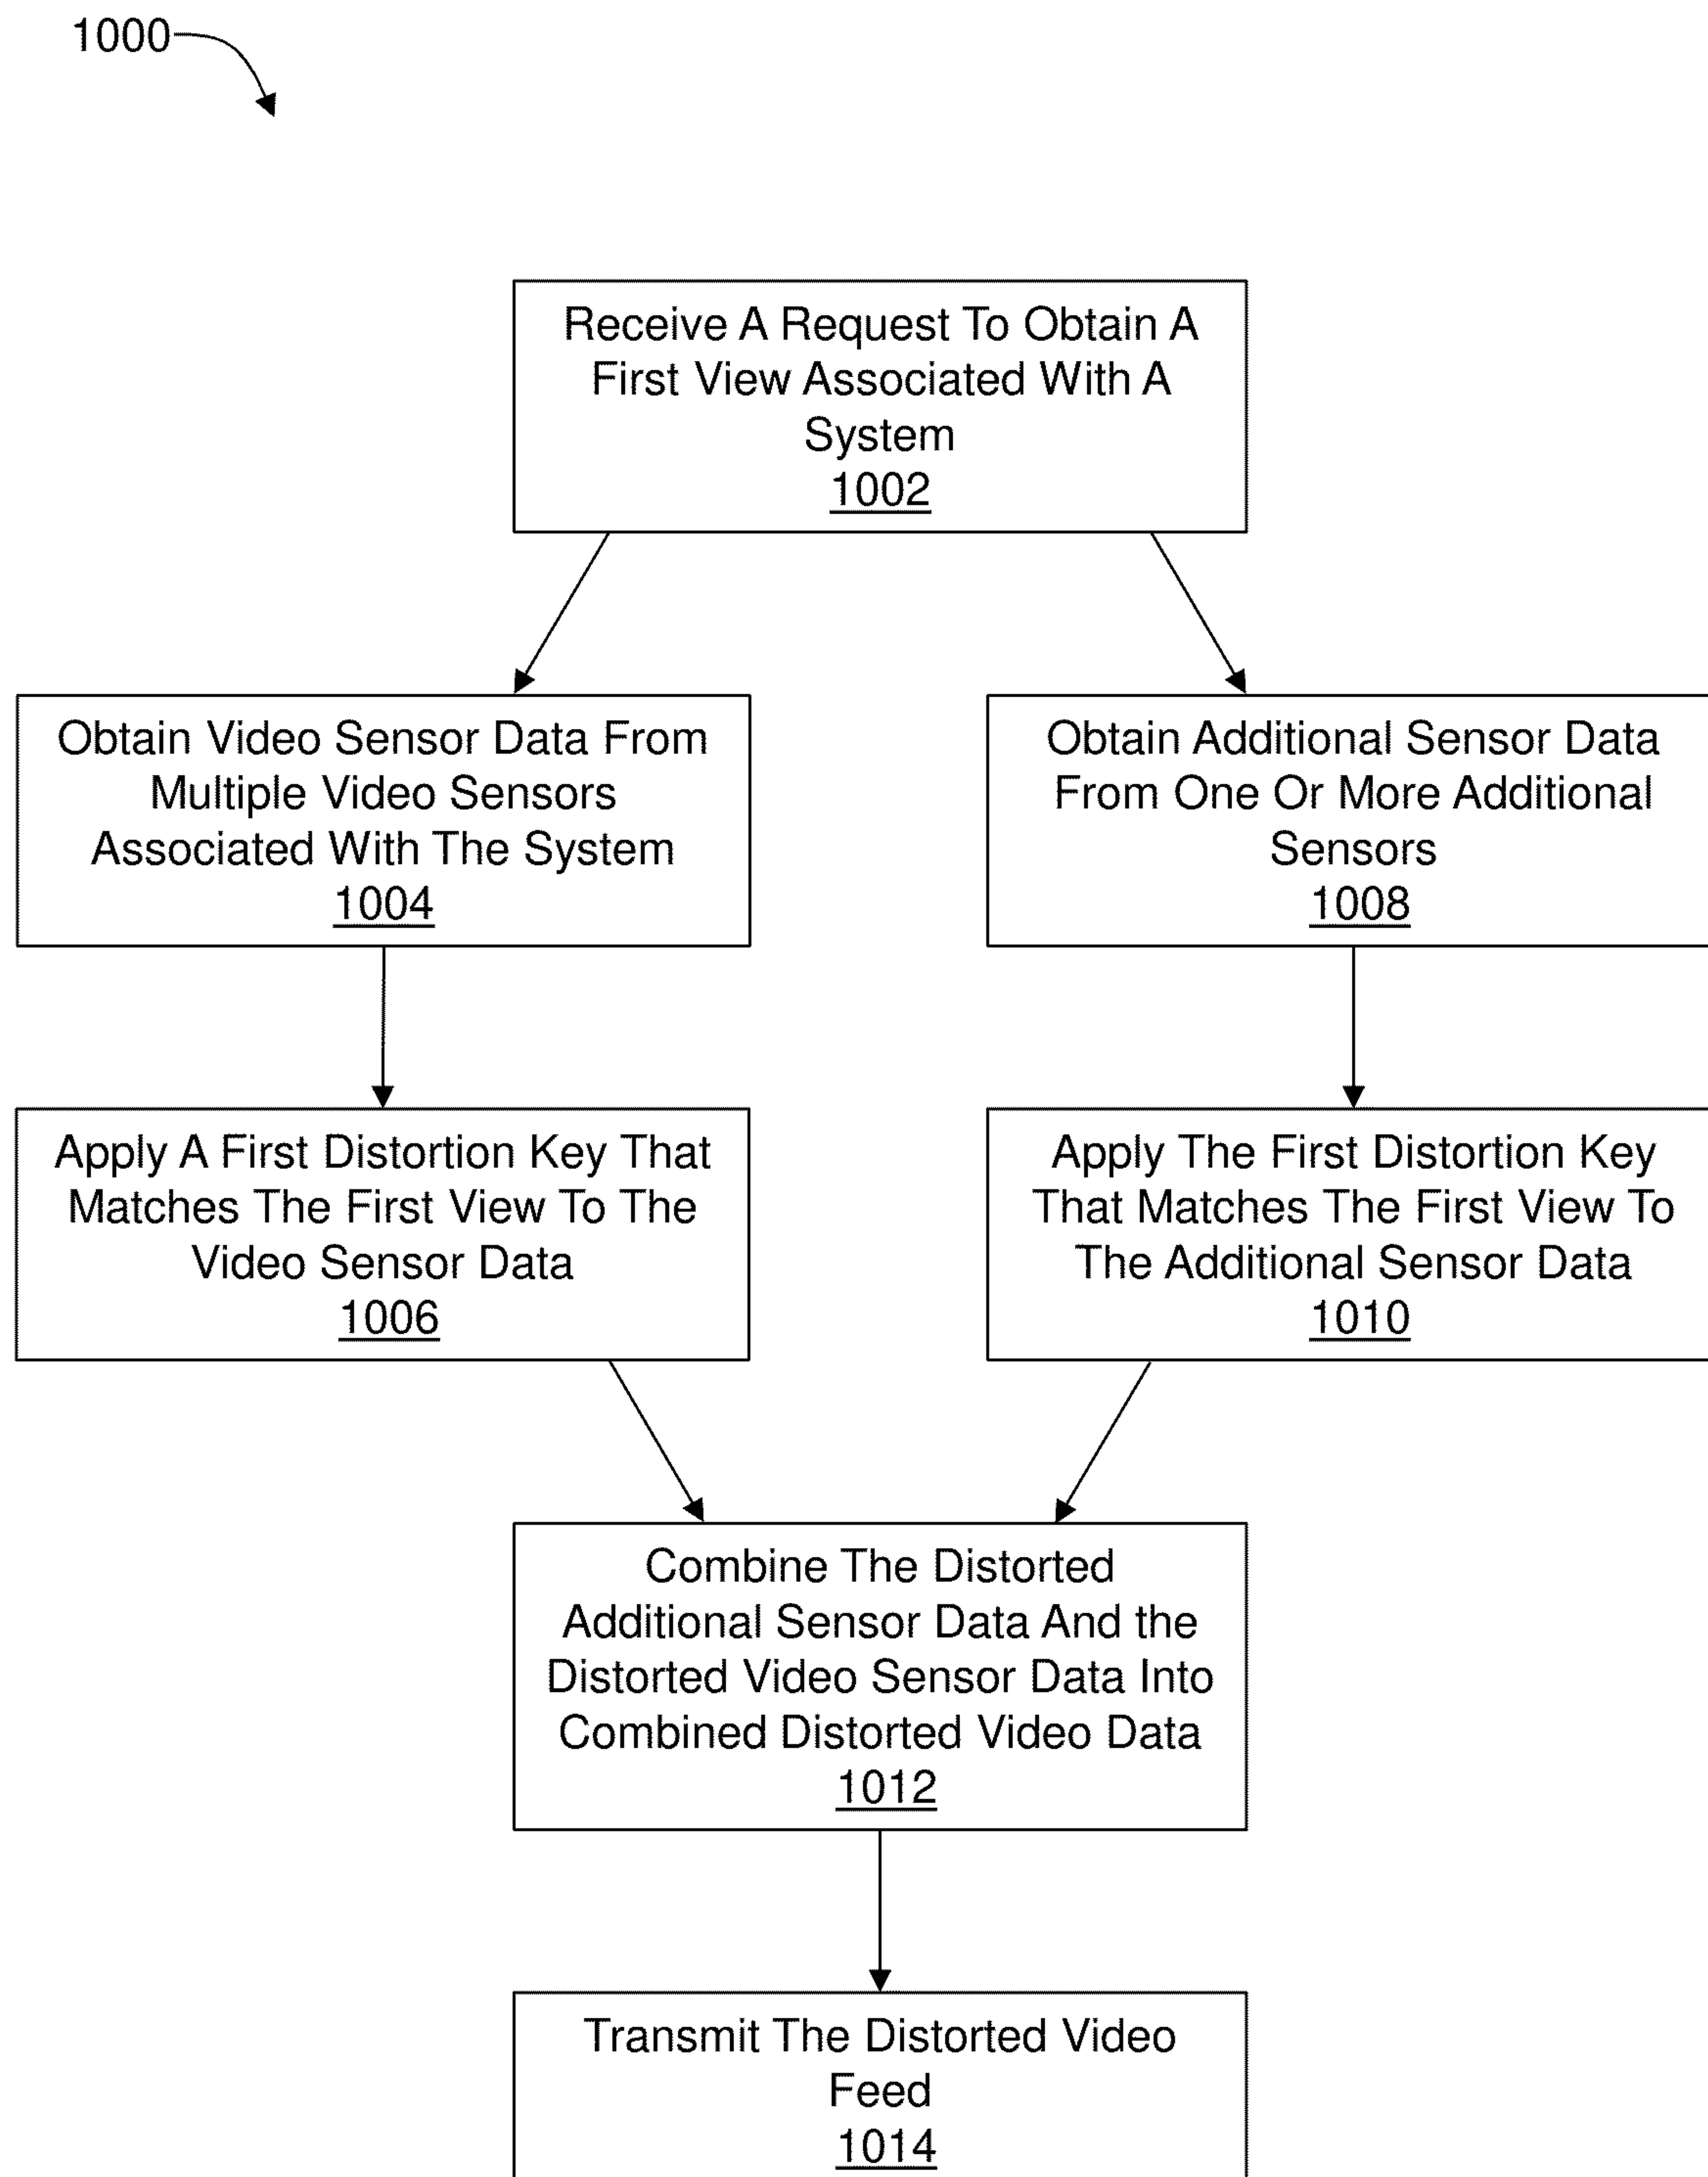 1000
Receive A Request To Obtain A
First View Associated With A
System
1002
Obtain Video Sensor Data From
Multiple Video Sensors
Associated With The System
1004
Obtain Additional Sensor Data
From One Or More Additional
Sensors
1008
Apply A First Distortion Key That
Matches The First View To The
Video Sensor Data
1006
Apply The First Distortion Key
That Matches The First View To
The Additional Sensor Data
1010
Combine The Distorted
Additional Sensor Data And the
Distorted Video Sensor Data Into
Combined Distorted Video Data
1012
Transmit The Distorted Video
Feed
1014